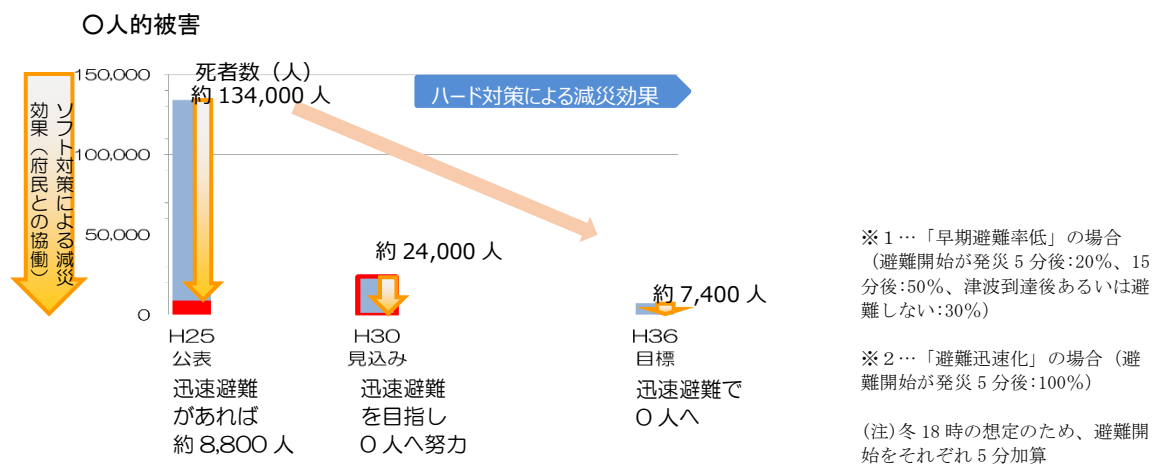 〇人的被害
死者数（人）
150,000
100,000
50,000
0
ソフト対策による減災
効果（府民との協働）
ハード対策による減災効果
約 134,000 人
約 24,000 人
約 7,400 人
H25
公表
迅速避難
があれば
約 8,800 人
H30
見込み
迅速避難
を目指し
０人へ努力
H36
目標
迅速避難で
０人へ
※１…「早期避難率低」の場合
（避難開始が発災 5 分後:20％、15
分後:50％、津波到達後あるいは避
難しない:30％）
※２…「避難迅速化」の場合（避
難開始が発災 5 分後:100％）
(注)冬 18 時の想定のため、避難開
始をそれぞれ 5 分加算